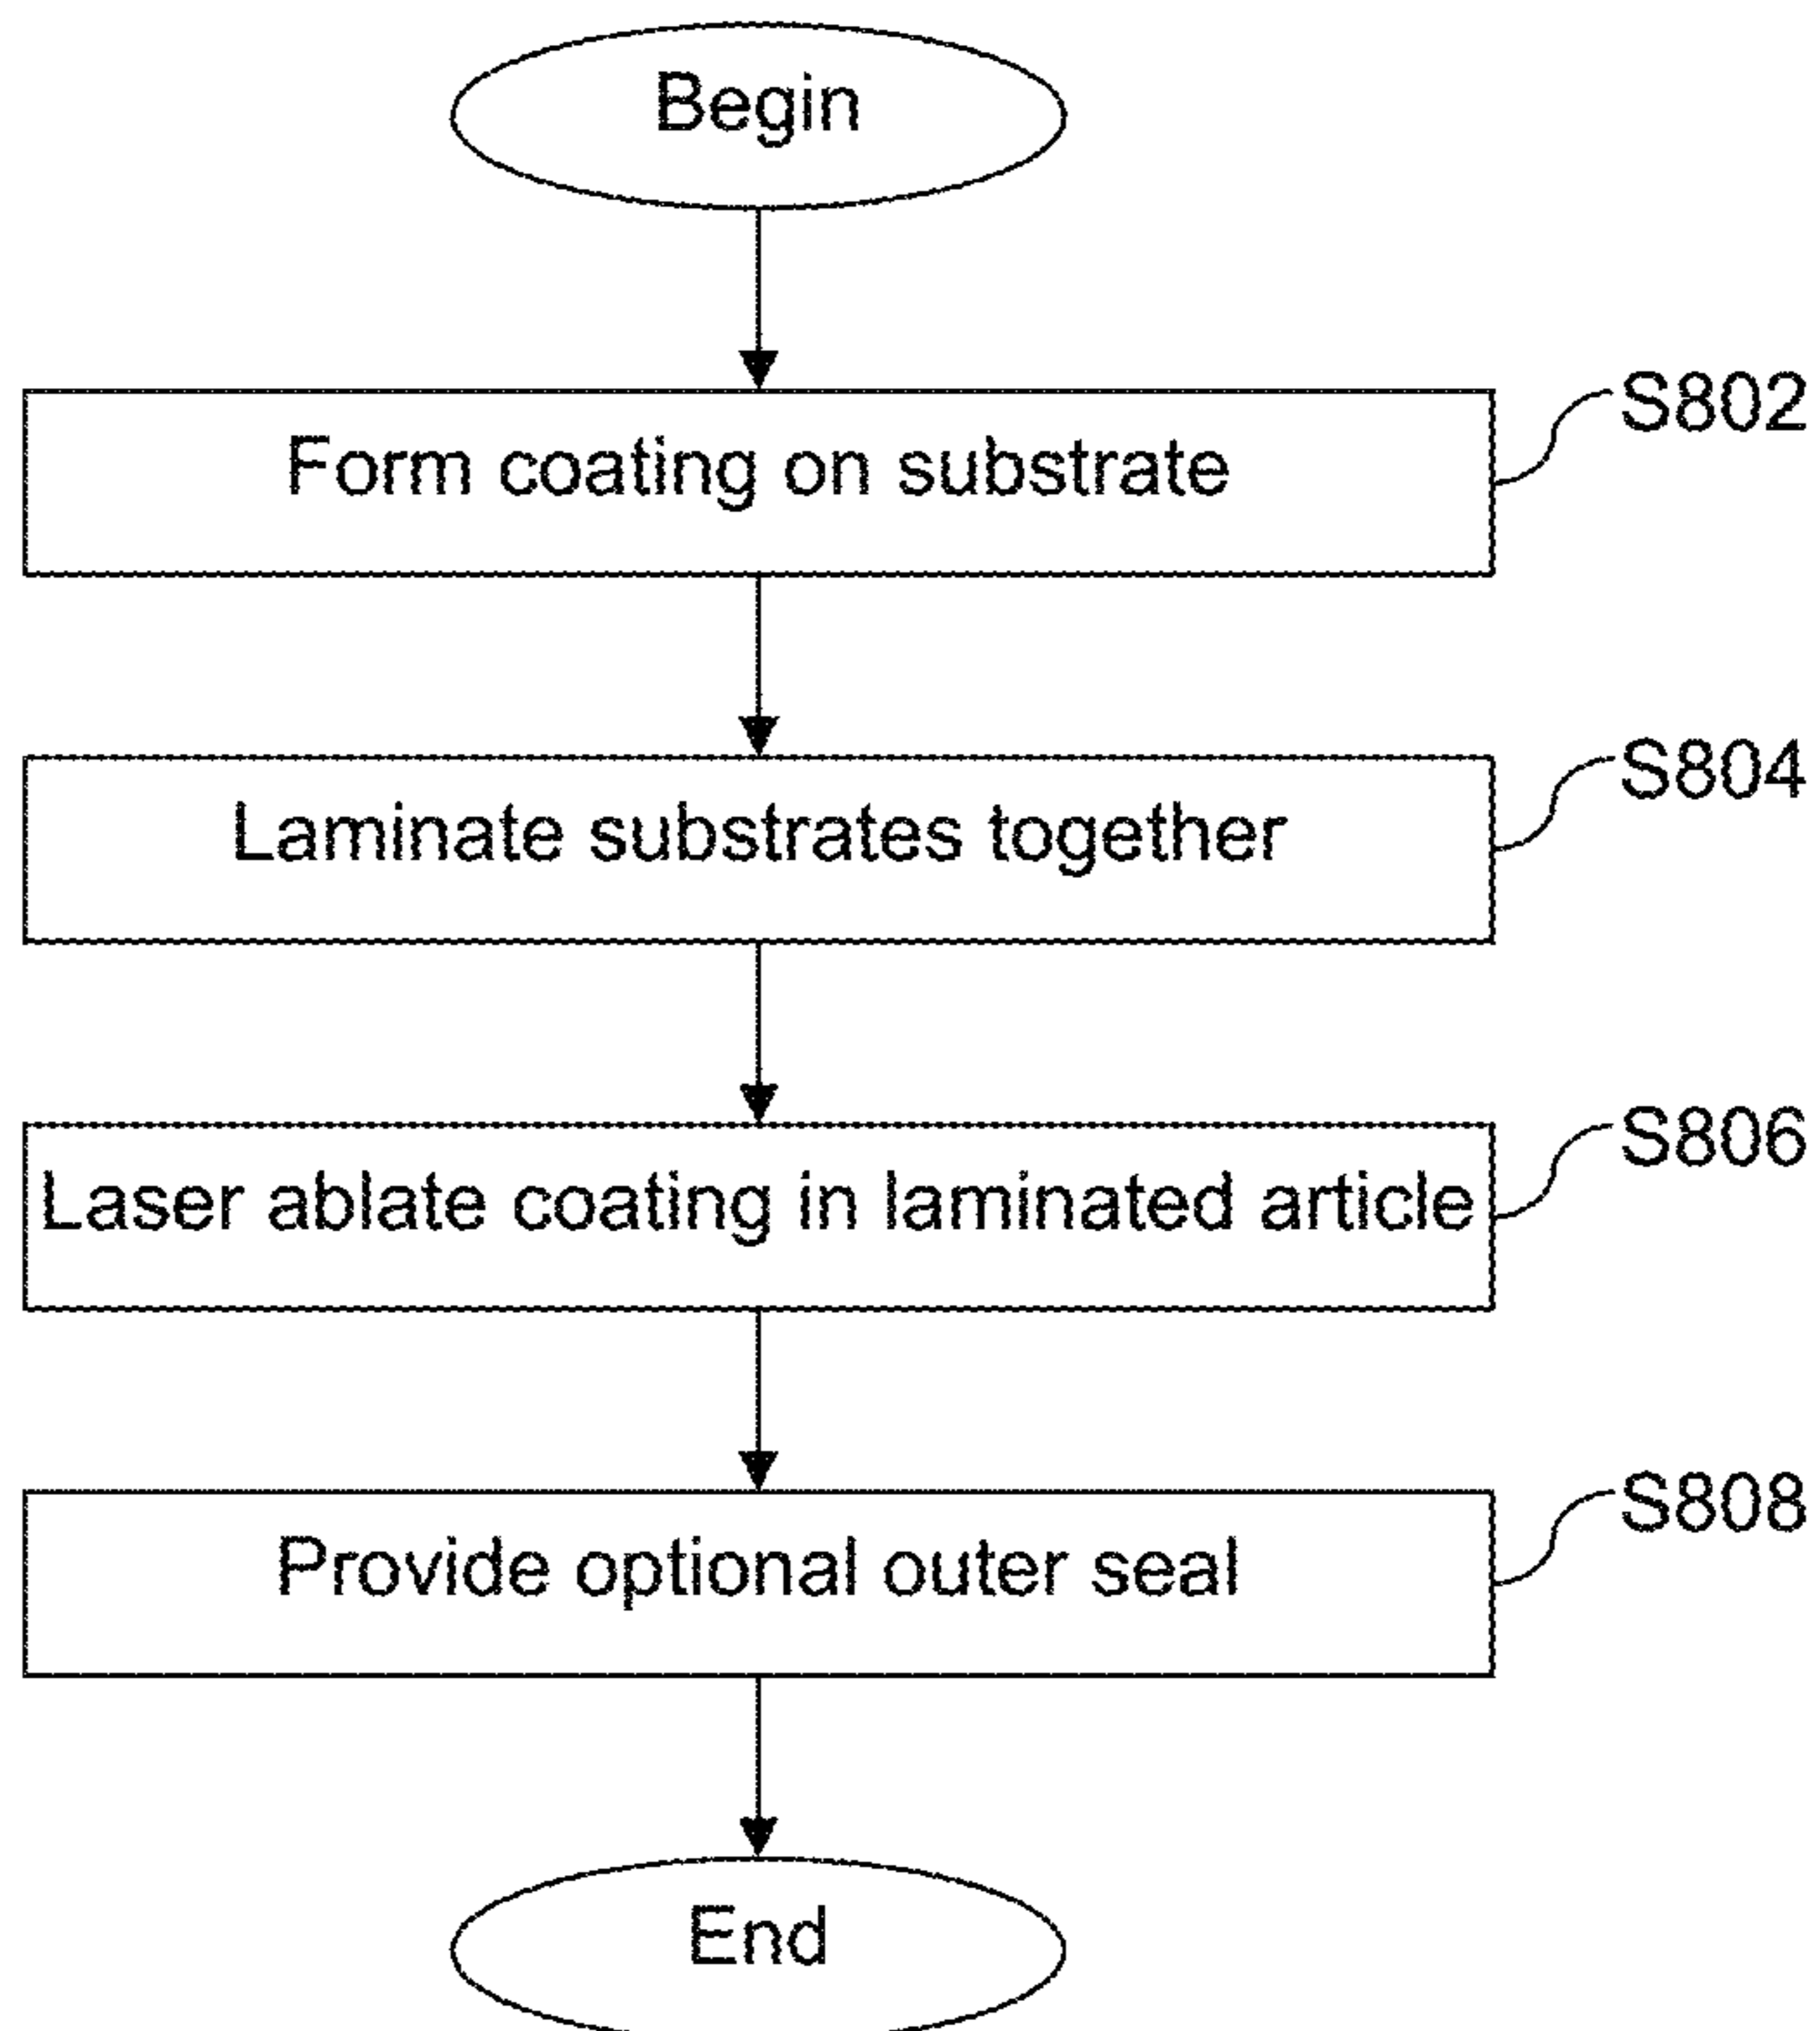 Begin
Form coating on substrate
S802
Laminate substrates together
S804
Laser ablate coating in laminated article
S806
Provide optional outer seal
S808
End